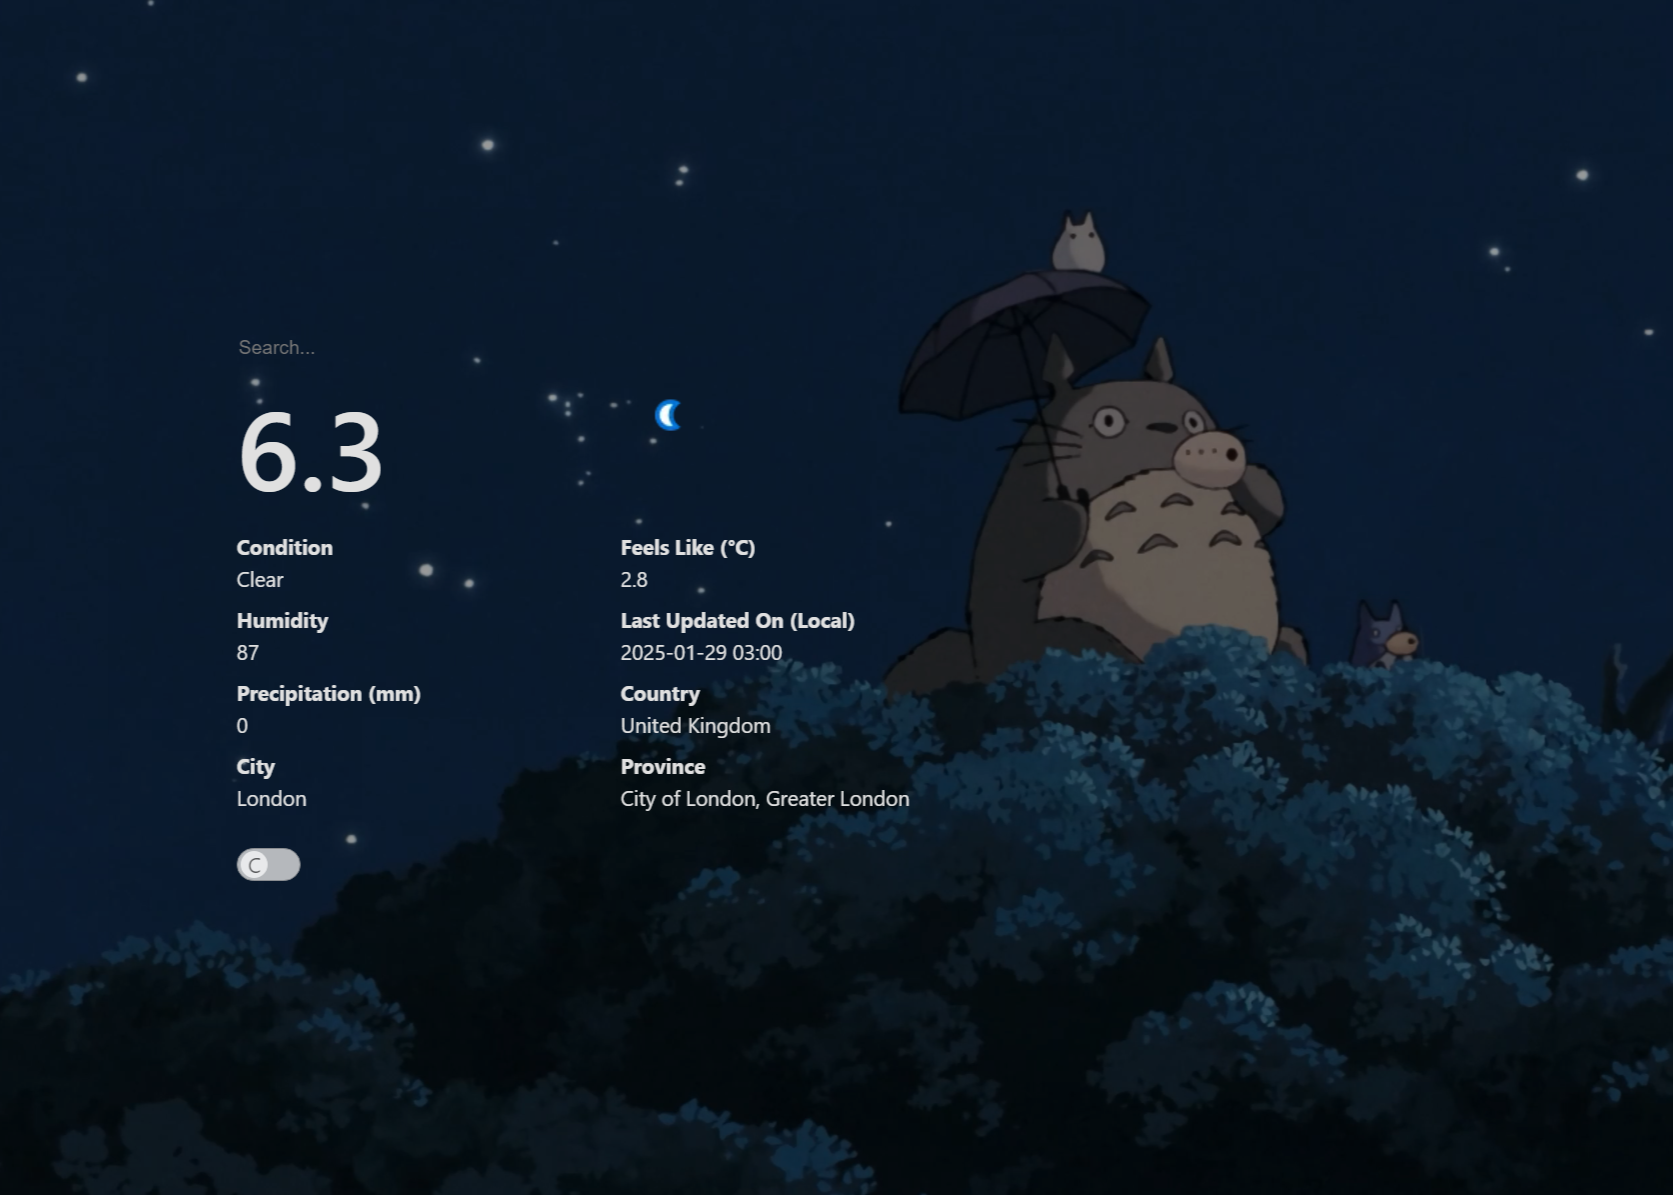 Search...
6.3
Condition
Clear
Feels Like (°C)
2.8
Humidity
87
Last Updated On (Local)
2025-01-29 03:00
Precipitation (mm)
0
Country
United Kingdom
City
London
Province
City of London, Greater London
C